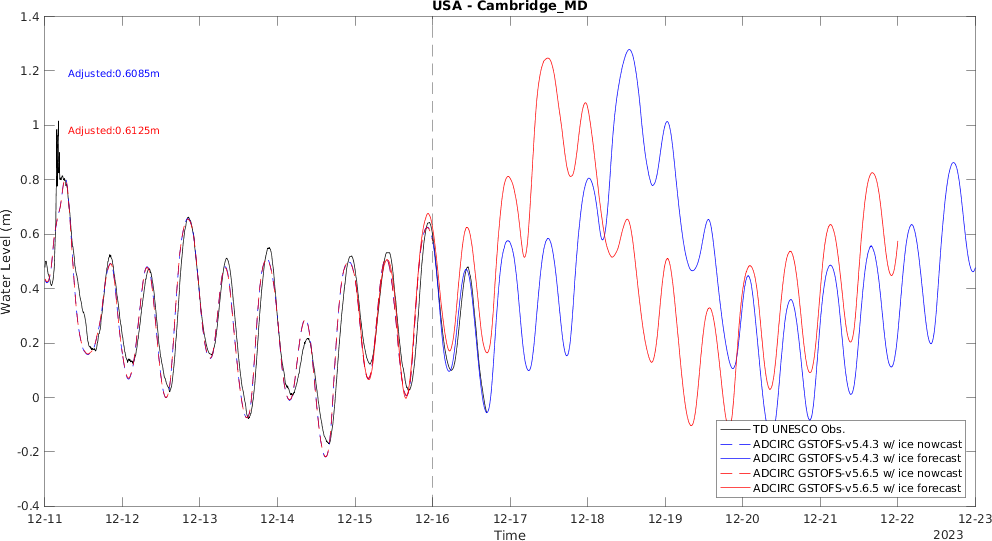 USA - Cambridge_MD
1.4
1.2
1
0.8
0.6
0.4
0.2
0
-0.2
-0.4
Water Level (m)
Adjusted:0.6085m
Adjusted:0.6125m
TD UNESCO Obs.
ADCIRC GSTOFS-v5.4.3 w/ ice nowcast
ADCIRC GSTOFS-v5.4.3 w/ ice forecast
ADCIRC GSTOFS-v5.6.5 w/ ice nowcast
ADCIRC GSTOFS-v5.6.5 w/ ice forecast
12-11 12-12 12-13 12-14 12-15 12-16 12-17 12-18 12-19 12-20 12-21 12-22 12-23
Time
2023